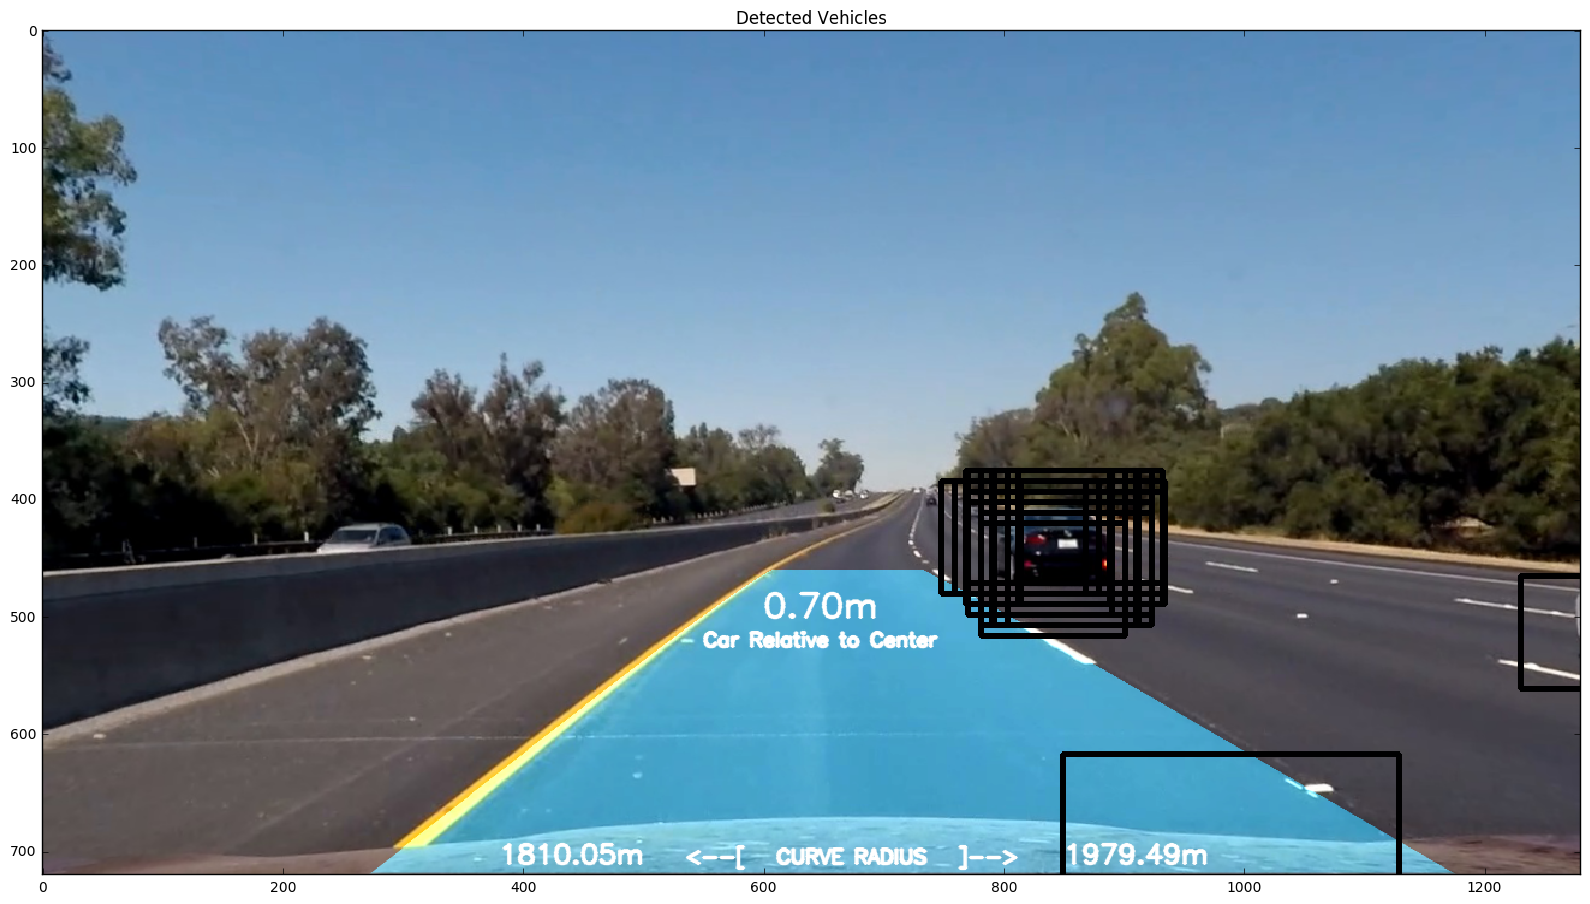 Detected Vehicles
0
100
200
300
400
500
600
700
0.70m
Car Relative to Center
1810.05m <--[ CURVE RADIUS ]--> 1979.49m
0 200 400 600 800 1000 1200